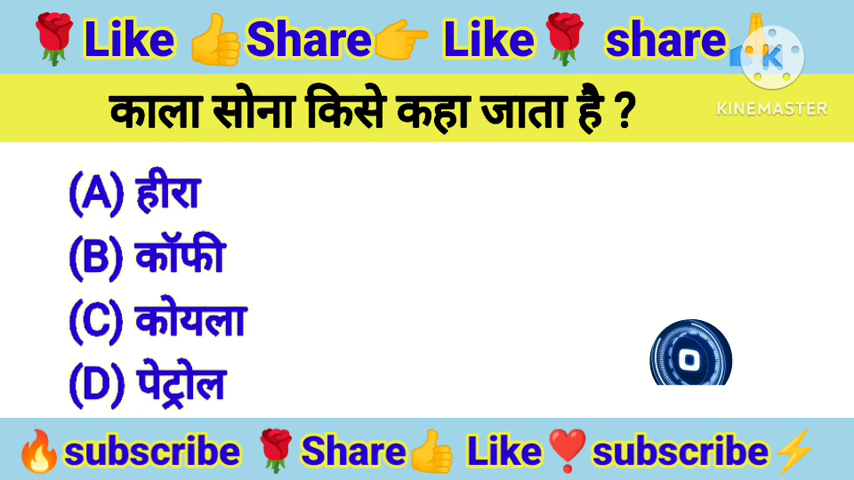 Like Share Like share
KINEMASTER
काला सोना किसे कहा जाता है ?
(A) हीरा
(B) कॉफी
(C) कोयला
(D) पेट्रोल
subscribe Share Like subscribe